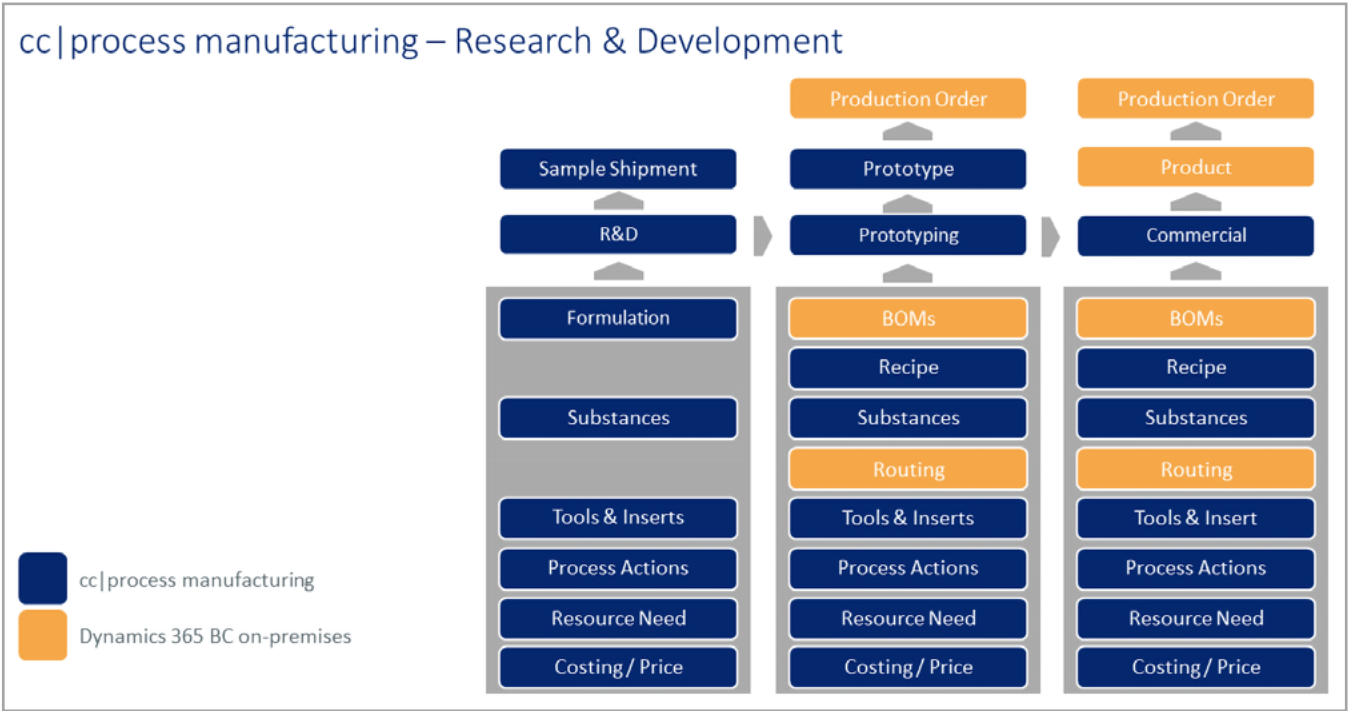 cc|process manufacturing – Research & Development
Production Order
Production Order
Sample Shipment
Prototype
Product
R&D
Prototyping
Commercial
Formulation
BOMs
BOMs
Recipe
Recipe
Substances
Substances
Substances
Routing
Routing
Tools & Inserts
Tools & Inserts
Tools & Insert
Process Actions
Process Actions
Process Actions
Resource Need
Resource Need
Resource Need
Costing / Price
Costing / Price
Costing / Price
cc|process manufacturing
Dynamics 365 BC on-premises